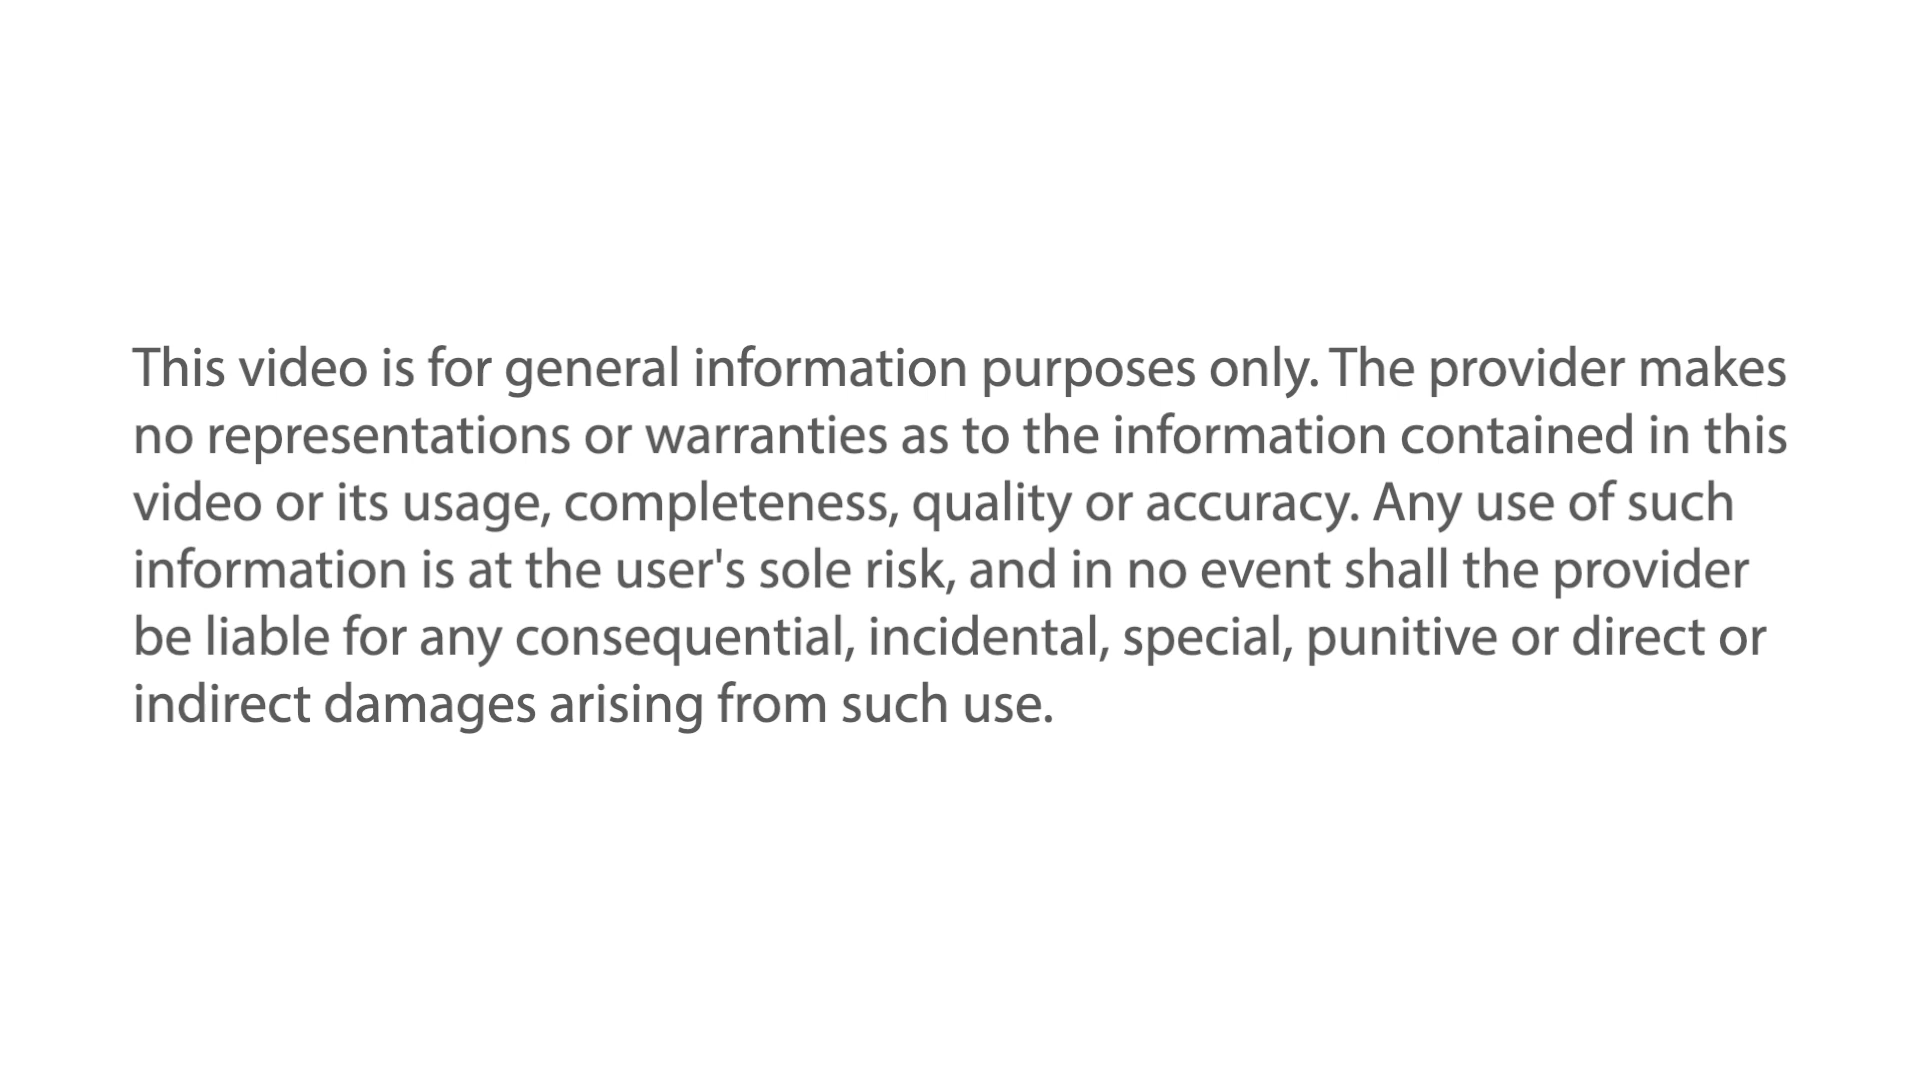 This video is for general information purposes only. The provider makes
no representations or warranties as to the information contained in this
video or its usage, completeness, quality or accuracy. Any use of such
information is at the user's sole risk, and in no event shall the provider
be liable for any consequential, incidental, special, punitive or direct or
indirect damages arising from such use.